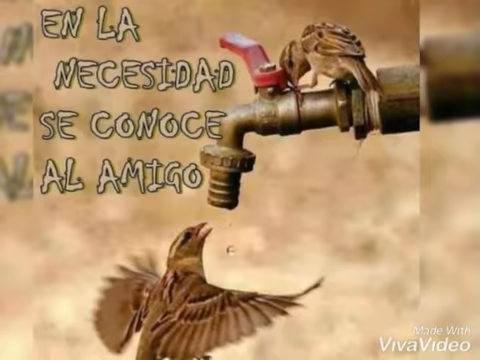 EN LA
NECESIDAD
SE CONOCE
AL AMIGO
Made With
VivaVideo